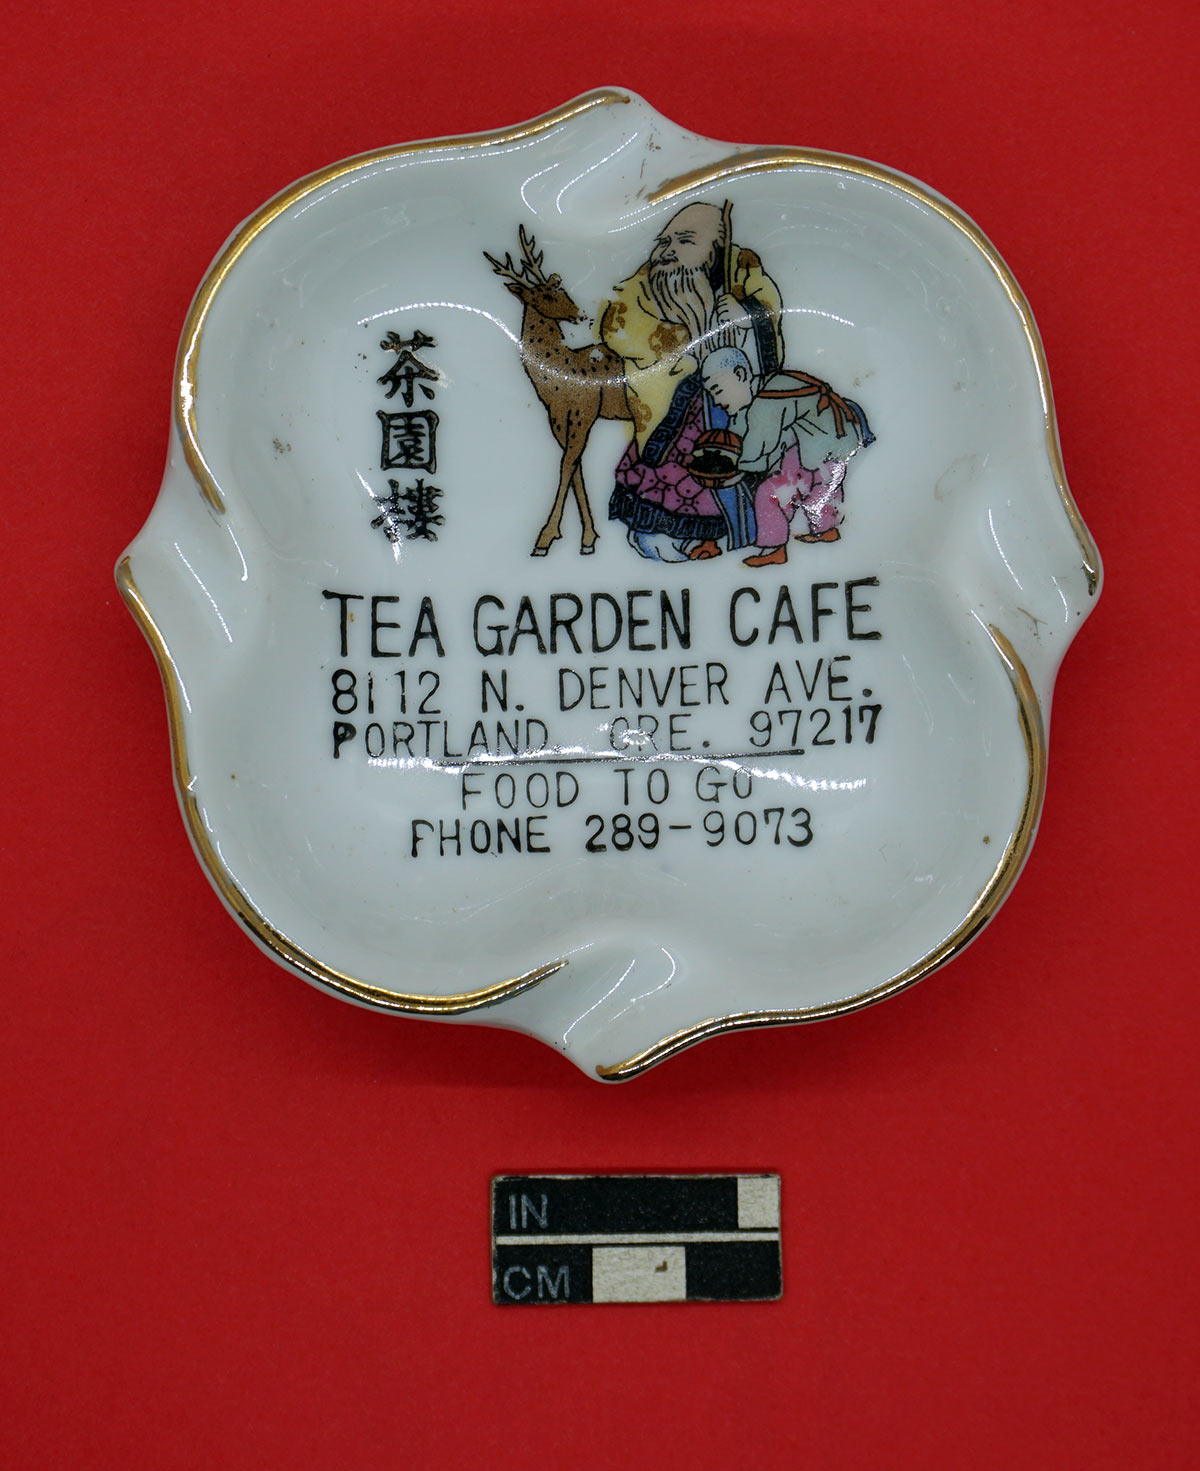 茶園樓
TEA GARDEN CAFE
8112 N. DENVER AVE.
PORTLAND, ORE. 97217
FOOD TO GO
PHONE 289-9073
IN
CM